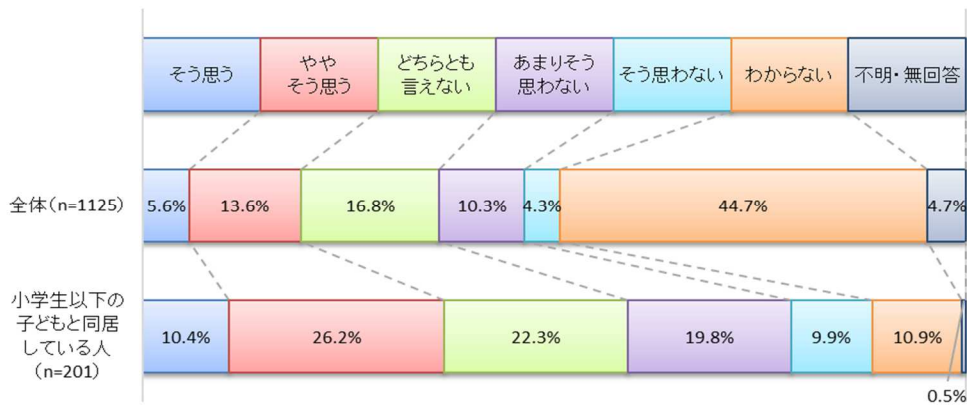 そう思う
やや
そう思う
どちらとも
言えない
あまりそう
思わない
そう思わない
わからない
不明・無回答
全体(n=1125)
5.6%
13.6%
16.8%
10.3%
4.3%
44.7%
4.7%
小学生以下の
子どもと同居
している人
(n=201)
10.4%
26.2%
22.3%
19.8%
9.9%
10.9%
0.5%